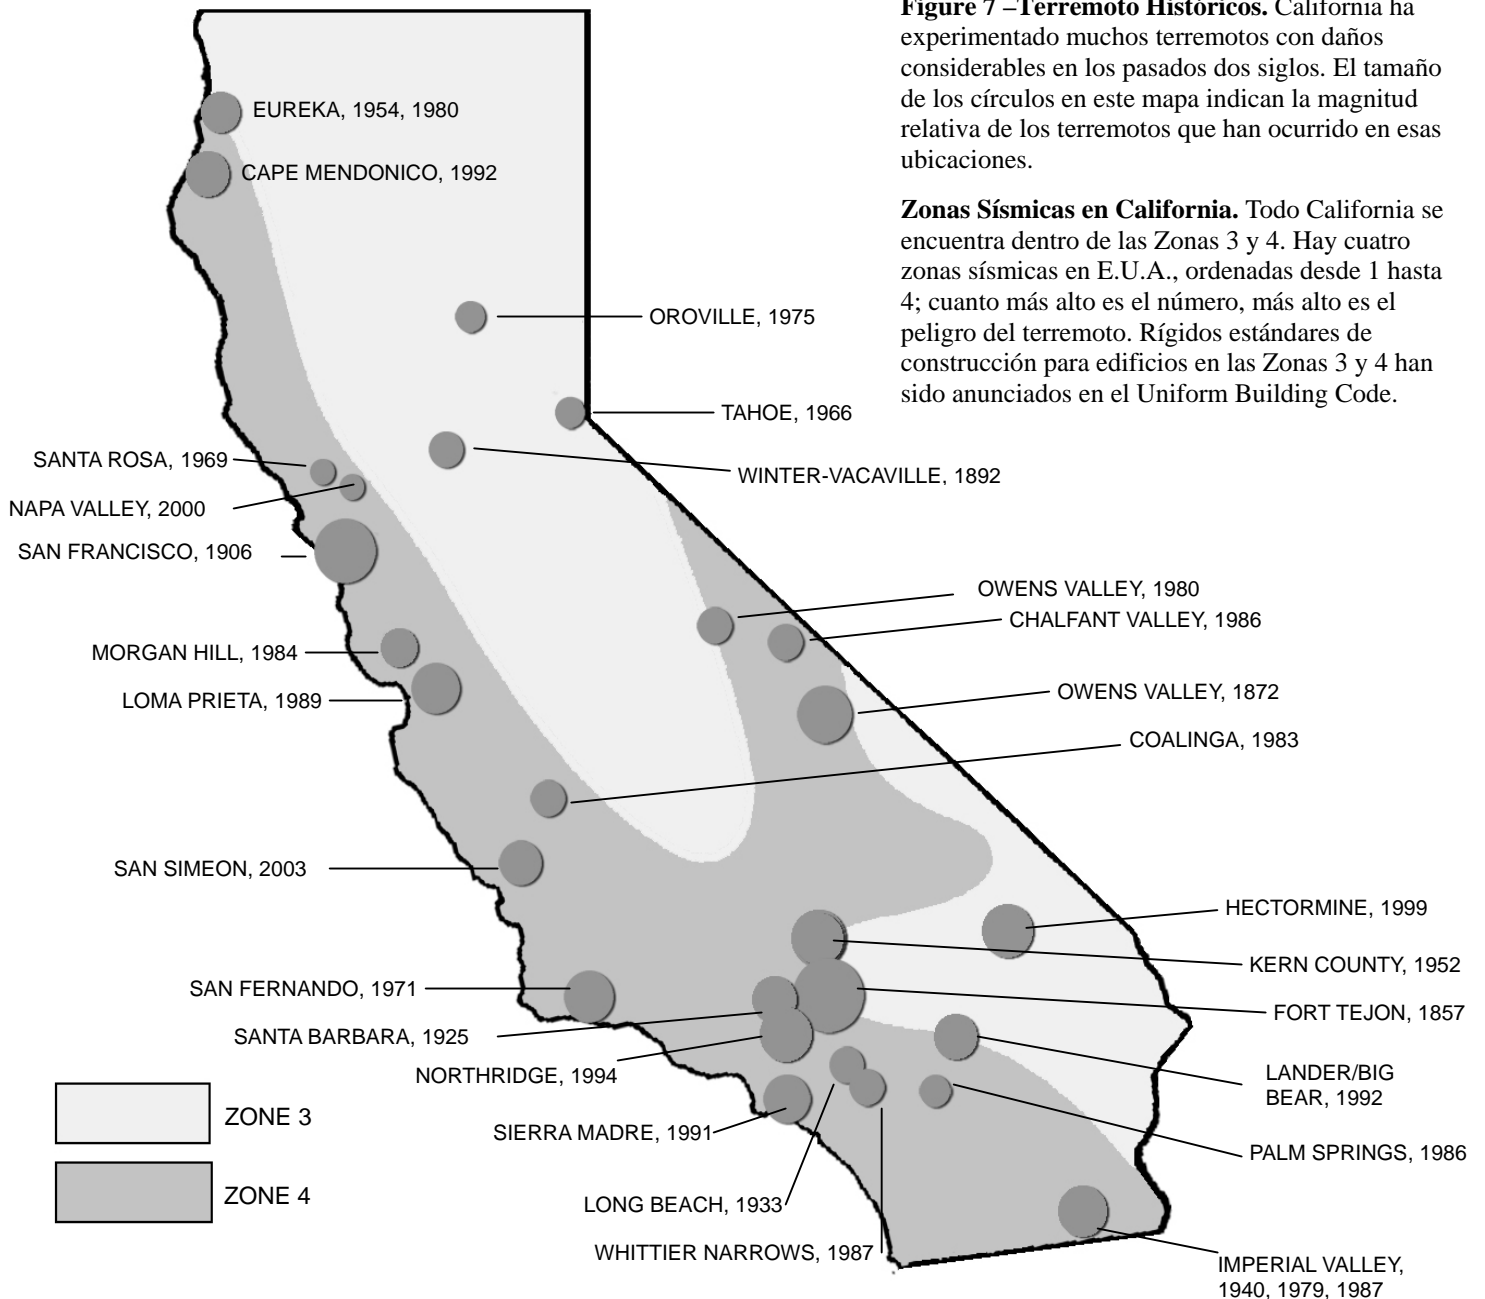 Figure 7 –Terremoto Históricos. California ha
experimentado muchos terremotos con daños
considerables en los pasados dos siglos. El tamaño
de los círculos en este mapa indican la magnitud
relativa de los terremotos que han ocurrido en esas
ubicaciones.
Zonas Sísmicas en California. Todo California se
encuentra dentro de las Zonas 3 y 4. Hay cuatro
zonas sísmicas en E.U.A., ordenadas desde 1 hasta
4; cuanto más alto es el número, más alto es el
peligro del terremoto. Rígidos estándares de
construcción para edificios en las Zonas 3 y 4 han
sido anunciados en el Uniform Building Code.
EUREKA, 1954, 1980
CAPE MENDONICO, 1992
OROVILLE, 1975
TAHOE, 1966
SANTA ROSA, 1969
WINTER-VACAVILLE, 1892
NAPA VALLEY, 2000
SAN FRANCISCO, 1906
OWENS VALLEY, 1980
CHALFANT VALLEY, 1986
MORGAN HILL, 1984
OWENS VALLEY, 1872
LOMA PRIETA, 1989
COALINGA, 1983
SAN SIMEON, 2003
HECTORMINE, 1999
KERN COUNTY, 1952
SAN FERNANDO, 1971
FORT TEJON, 1857
SANTA BARBARA, 1925
NORTHRIDGE, 1994
LANDER/BIG
BEAR, 1992
ZONE 3
SIERRA MADRE, 1991
PALM SPRINGS, 1986
ZONE 4
LONG BEACH, 1933
WHITTIER NARROWS, 1987
IMPERIAL VALLEY,
1940, 1979, 1987